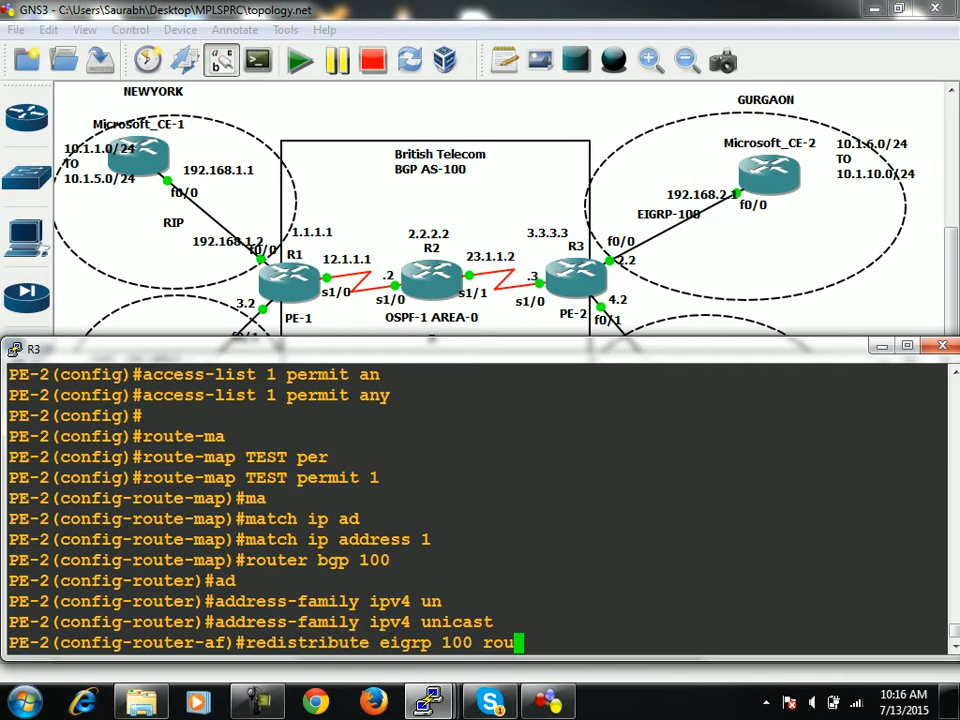 GNS3 - C:\Users\Saurabh\Desktop\MPLSPRC\topology.net
File Edit View Control Device Annotate Tools Help
NEWYORK
GURGAON
Microsoft_CE-1
10.1.1.0/24
TO
10.1.5.0/24
192.168.1.1
f0/0
RIP
192.168.1.2
f0/0
British Telecom
BGP AS-100
Microsoft_CE-2
10.1.6.0/24
TO
10.1.10.0/24
192.168.2.1
f0/0
EIGRP-100
1.1.1.1
R1
12.1.1.1
s1/0
3.2
PE-1
2.2.2.2
R2
.2
s1/0
23.1.1.2
s1/1
OSPF-1 AREA-0
3.3.3.3
R3
.3
s1/0
f0/0
2.2
4.2
PE-2
f0/1
R3
PE-2(config)#access-list 1 permit an
PE-2(config)#access-list 1 permit any
PE-2(config)#
PE-2(config)#route-ma
PE-2(config)#route-map TEST per
PE-2(config)#route-map TEST permit 1
PE-2(config-route-map)#ma
PE-2(config-route-map)#match ip ad
PE-2(config-route-map)#match ip address 1
PE-2(config-route-map)#router bgp 100
PE-2(config-router)#ad
PE-2(config-router)#address-family ipv4 un
PE-2(config-router)#address-family ipv4 unicast
PE-2(config-router-af)#redistribute eigrp 100 rou
10:16 AM
7/13/2015